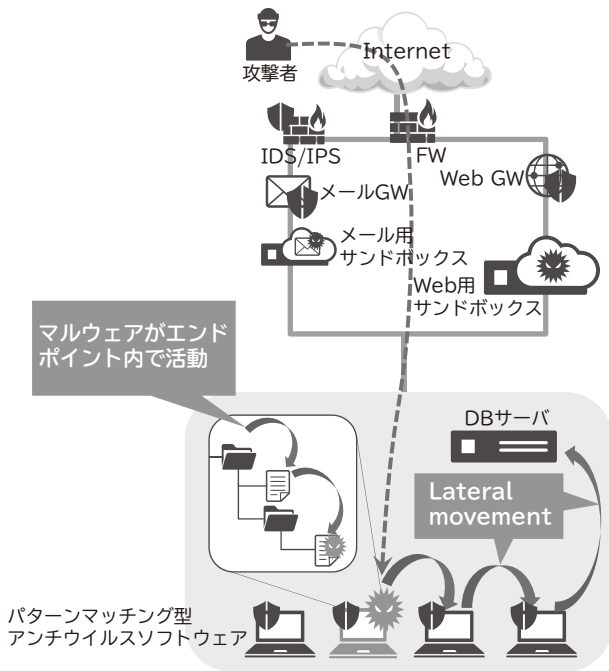 攻撃者
Internet
IDS/IPS
FW
メールGW
Web GW
メール用
サンドボックス
Web用
サンドボックス
マルウェアがエンド
ポイント内で活動
DBサーバ
Lateral
movement
パターンマッチング型
アンチウイルスソフトウェア